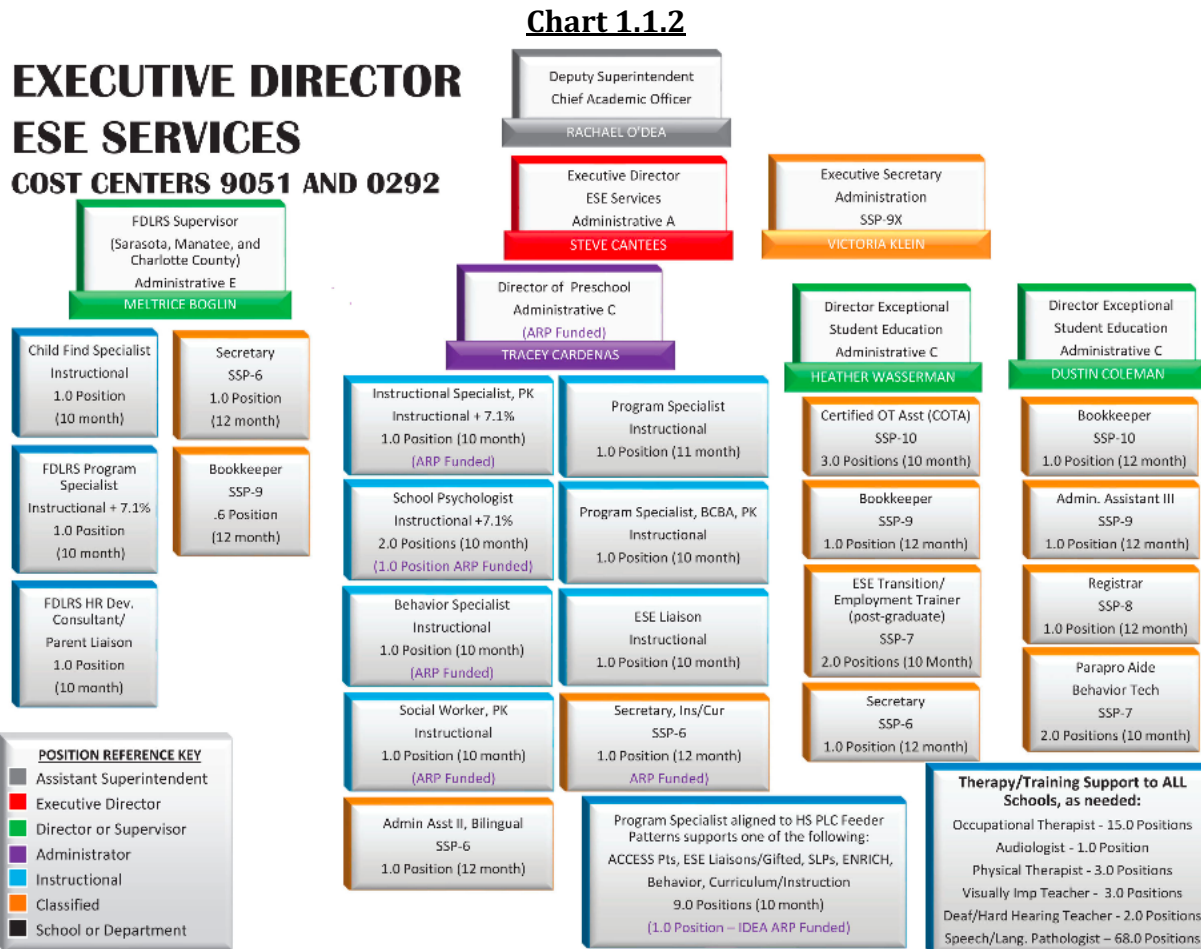 Chart 1.1.2
EXECUTIVE DIRECTOR
ESE SERVICES
COST CENTERS 9051 AND 0292
Deputy Superintendent
Chief Academic Officer
RACHAEL O'DEA
Executive Director
ESE Services
Administrative A
STEVE CANTEES
Executive Secretary
Administration
SSP-9X
VICTORIA KLEIN
FDLRS Supervisor
(Sarasota, Manatee, and
Charlotte County)
Administrative E
MELTRICE BOGLIN
Child Find Specialist
Instructional
1.0 Position
(10 month)
Secretary
SSP-6
1.0 Position
(12 month)
FDLRS Program
Specialist
Instructional + 7.1%
1.0 Position
(10 month)
Bookkeeper
SSP-9
.6 Position
(12 month)
FDLRS HR Dev.
Consultant/
Parent Liaison
1.0 Position
(10 month)
Director of Preschool
Administrative C
(ARP Funded)
TRACEY CARDENAS
Instructional Specialist, PK
Instructional + 7.1%
1.0 Position (10 month)
(ARP Funded)
Program Specialist
Instructional
1.0 Position (11 month)
School Psychologist
Instructional +7.1%
2.0 Positions (10 month)
(1.0 Position ARP Funded)
Program Specialist, BCBA, PK
Instructional
1.0 Position (10 month)
Behavior Specialist
Instructional
1.0 Position (10 month)
(ARP Funded)
ESE Liaison
Instructional
1.0 Position (10 month)
Social Worker, PK
Instructional
1.0 Position (10 month)
(ARP Funded)
Secretary, Ins/Cur
SSP-6
1.0 Position (12 month)
ARP Funded)
Admin Asst II, Bilingual
SSP-6
1.0 Position (12 month)
Program Specialist aligned to HS PLC Feeder
Patterns supports one of the following:
ACCESS Pts, ESE Liaisons/Gifted, SLPs, ENRICH,
Behavior, Curriculum/Instruction
9.0 Positions (10 month)
(1.0 Position – IDEA ARP Funded)
Director Exceptional
Student Education
Administrative C
HEATHER WASSERMAN
Certified OT Asst (COTA)
SSP-10
3.0 Positions (10 month)
Bookkeeper
SSP-9
1.0 Position (12 month)
ESE Transition/
Employment Trainer
(post-graduate)
SSP-7
2.0 Positions (10 Month)
Secretary
SSP-6
1.0 Position (12 month)
Director Exceptional
Student Education
Administrative C
DUSTIN COLEMAN
Bookkeeper
SSP-10
1.0 Position (12 month)
Admin. Assistant III
SSP-9
1.0 Position (12 month)
Registrar
SSP-8
1.0 Position (12 month)
Parapro Aide
Behavior Tech
SSP-7
2.0 Positions (10 month)
Therapy/Training Support to ALL
Schools, as needed:
Occupational Therapist - 15.0 Positions
Audiologist - 1.0 Position
Physical Therapist - 3.0 Positions
Visually Imp Teacher - 3.0 Positions
Deaf/Hard Hearing Teacher - 2.0 Positions
Speech/Lang. Pathologist – 68.0 Positions
POSITION REFERENCE KEY
Assistant Superintendent
Executive Director
Director or Supervisor
Administrator
Instructional
Classified
School or Department